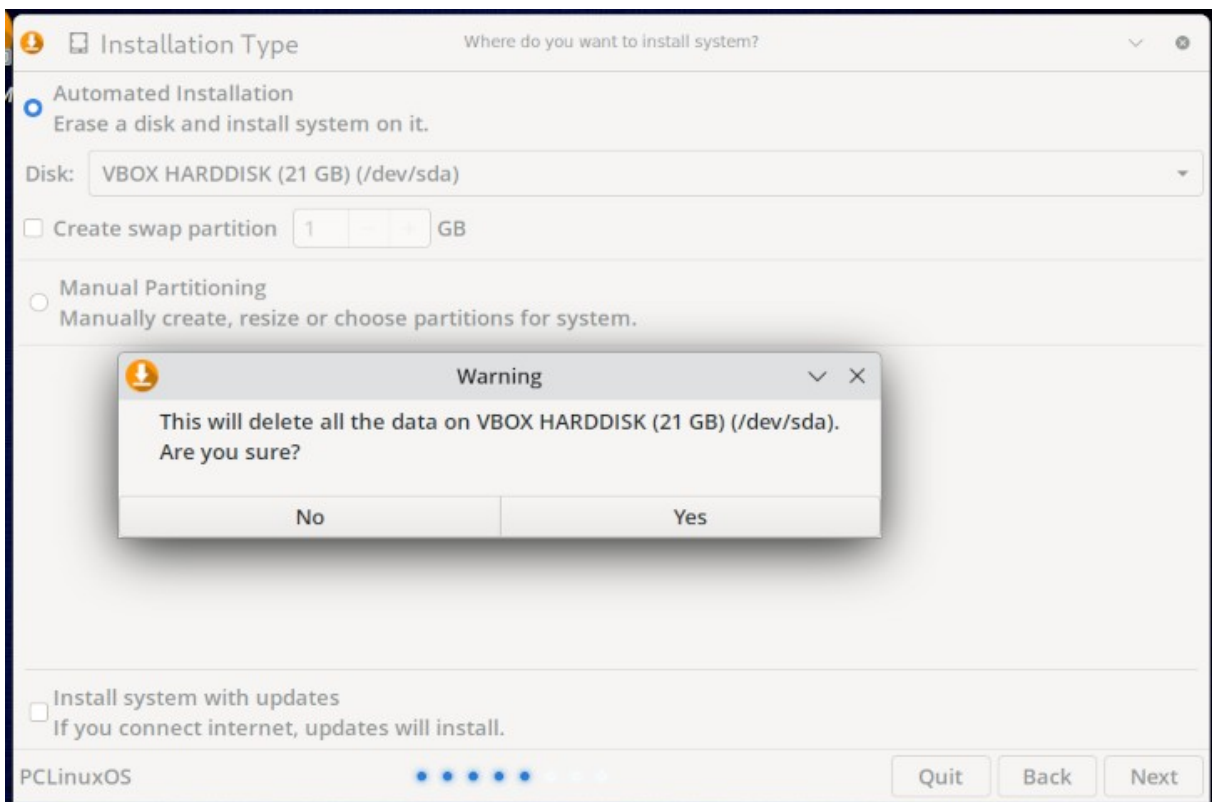 Installation Type
Where do you want to install system?
Automated Installation
Erase a disk and install system on it.
Disk: VBOX HARDDISK (21 GB) (/dev/sda)
Create swap partition 1 - + GB
Manual Partitioning
Manually create, resize or choose partitions for system.
Warning
This will delete all the data on VBOX HARDDISK (21 GB) (/dev/sda).
Are you sure?
No Yes
Install system with updates
If you connect internet, updates will install.
PCLinuxOS Quit Back Next